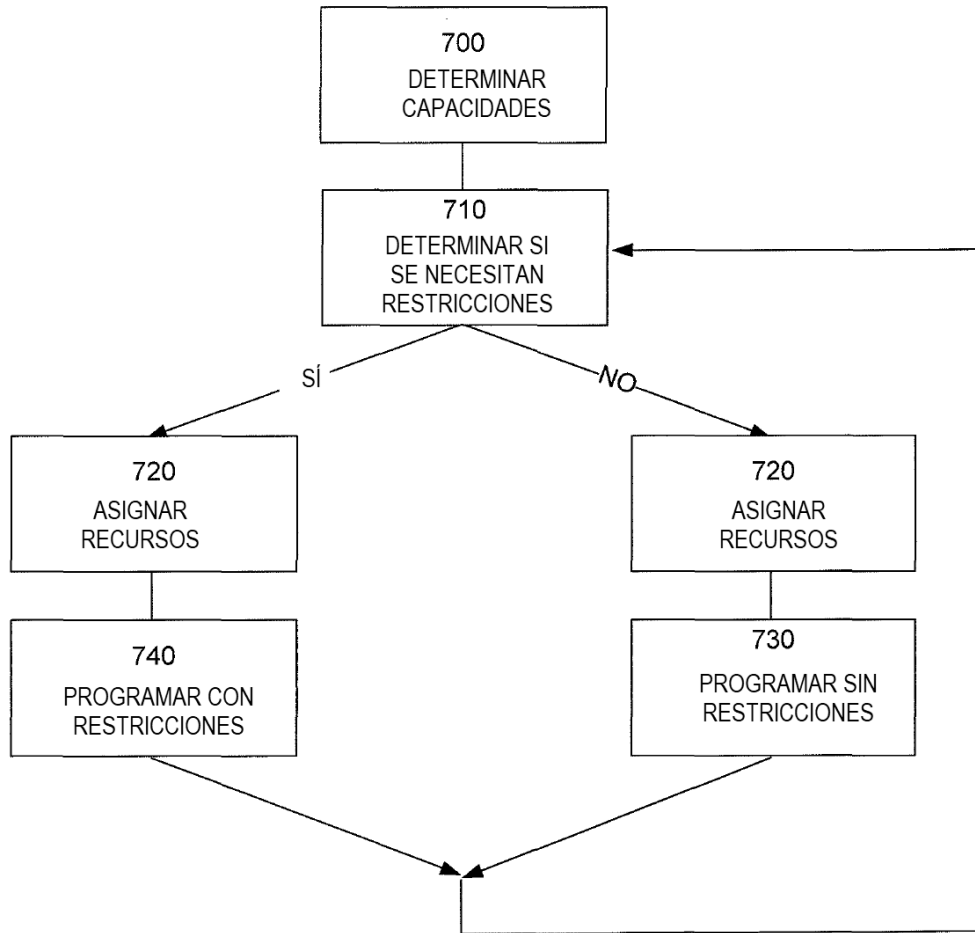 700
DETERMINAR
CAPACIDADES
710
DETERMINAR SI
SE NECESITAN
RESTRICCIONES
SÍ
NO
720
ASIGNAR
RECURSOS
720
ASIGNAR
RECURSOS
740
PROGRAMAR CON
RESTRICCIONES
730
PROGRAMAR SIN
RESTRICCIONES